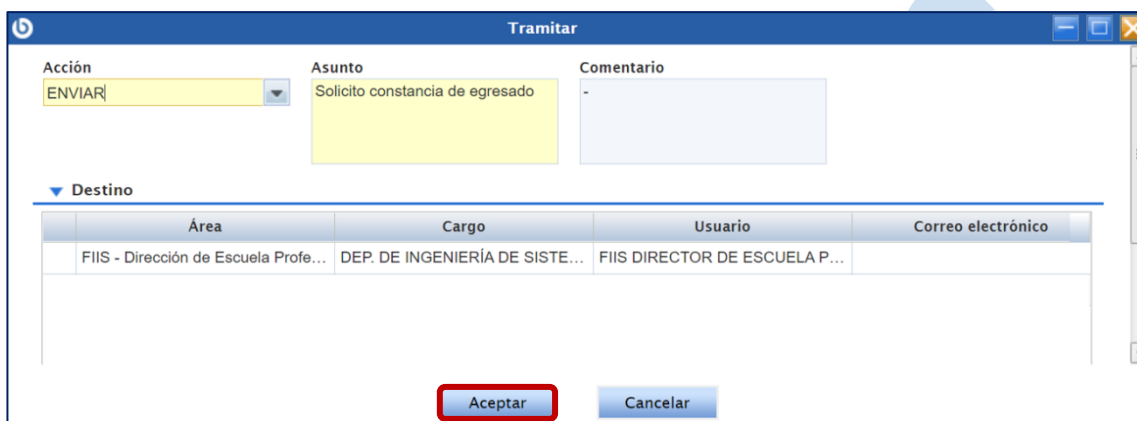 Tramitar
Acción
Asunto
Comentario
ENVIAR
Solicito constancia de egresado
-
Destino
Área
Cargo
Usuario
Correo electrónico
FIIS - Dirección de Escuela Profe...
DEP. DE INGENIERÍA DE SISTE...
FIIS DIRECTOR DE ESCUELA P...
Aceptar
Cancelar